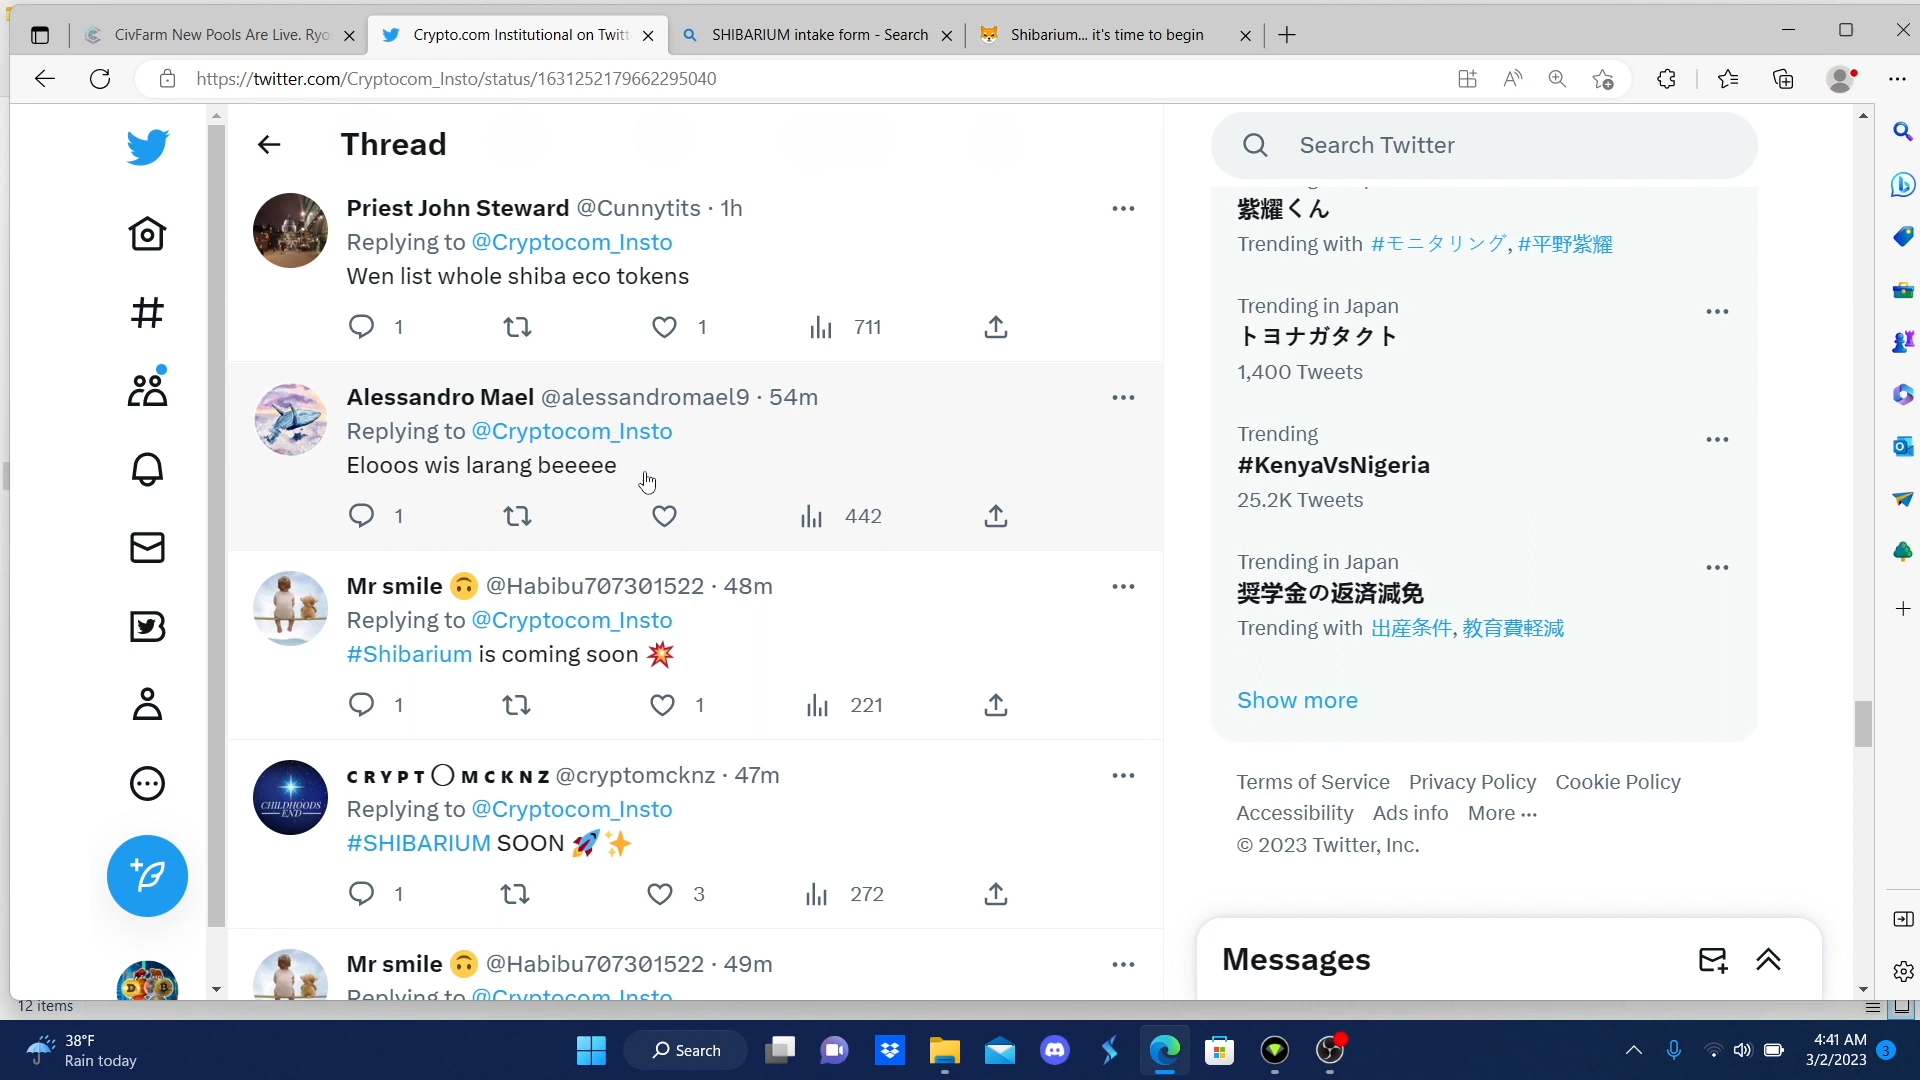 CivFarm New Pools Are Live. Ryo
Crypto.com Institutional on Twitt
SHIBARIUM intake form - Search
Shibarium... it's time to begin
https://twitter.com/Cryptocom_Insto/status/1631252179662295040
Thread
Priest John Steward @Cunnytits · 1h
Replying to @Cryptocom_Insto
Wen list whole shiba eco tokens
1 1 711
Alessandro Mael @alessandromael9 · 54m
Replying to @Cryptocom_Insto
Elooos wis larang beeeee
1 442
Mr smile 🙃 @Habibu707301522 · 48m
Replying to @Cryptocom_Insto
#Shibarium is coming soon 💥
1 1 221
ᴄʀʏᴘᴛ◯ᴍᴄᴋɴᴢ @cryptomcknz · 47m
Replying to @Cryptocom_Insto
#SHIBARIUM SOON 🚀✨
1 3 272
Mr smile 🙃 @Habibu707301522 · 49m
Replying to @Cryptocom_Insto
CHILDHOODS
END
Search Twitter
紫耀くん
Trending with #モニタリング, #平野紫耀
Trending in Japan
トヨナガタクト
1,400 Tweets
Trending
#KenyaVsNigeria
25.2K Tweets
Trending in Japan
奨学金の返済減免
Trending with 出産条件, 教育費軽減
Show more
Terms of Service Privacy Policy Cookie Policy
Accessibility Ads info More ···
© 2023 Twitter, Inc.
Messages
12 items
38°F
Rain today
Search
4:41 AM
3/2/2023
3